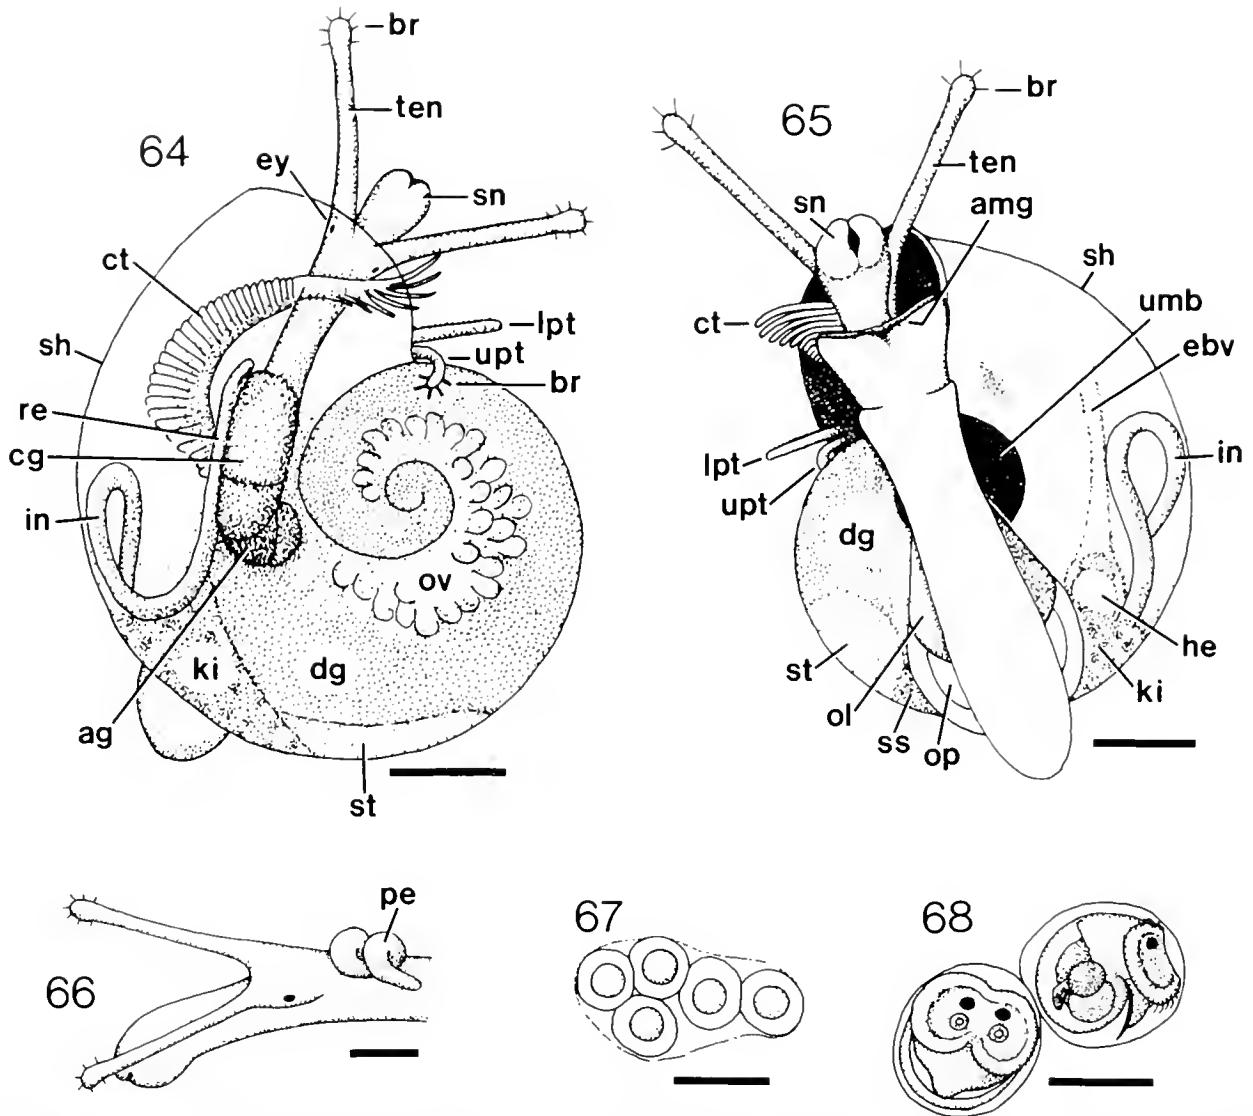 64
br
ten
ey
sn
ct
lpt
sh
upt
br
re
cg
in
ov
ki
dg
ag
st
65
br
ten
sn
amg
sh
ct
umb
ebv
in
lpt
upt
dg
he
st
ki
ol
ss
op
66
pe
67
68